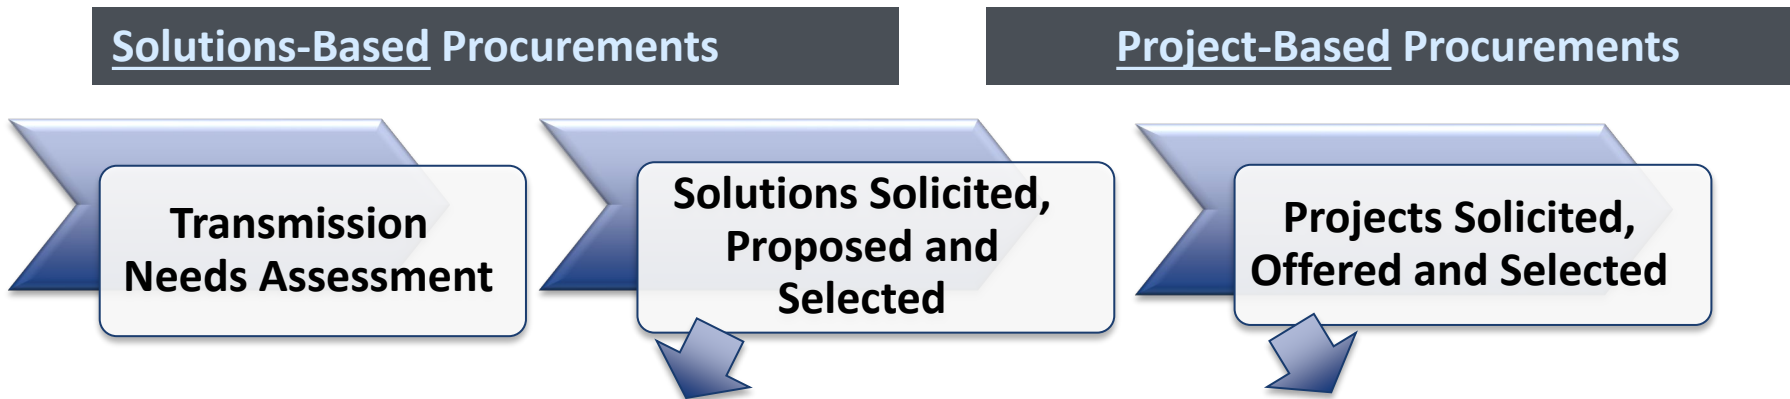 Solutions-Based Procurements
Project-Based Procurements
Transmission
Needs Assessment
Solutions Solicited,
Proposed and
Selected
Projects Solicited,
Offered and Selected